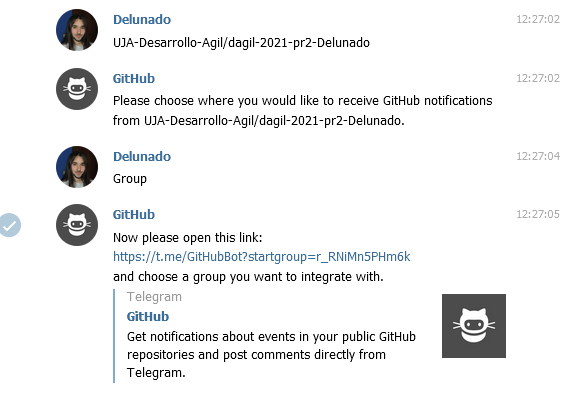 Delunado 12:27:02
UJA-Desarrollo-Agil/dagil-2021-pr2-Delunado
GitHub 12:27:02
Please choose where you would like to receive GitHub notifications
from UJA-Desarrollo-Agil/dagil-2021-pr2-Delunado.
Delunado 12:27:04
Group
GitHub 12:27:05
Now please open this link:
https://t.me/GitHubBot?startgroup=r_RNiMn5PHm6k
and choose a group you want to integrate with.
Telegram
GitHub
Get notifications about events in your public GitHub
repositories and post comments directly from
Telegram.